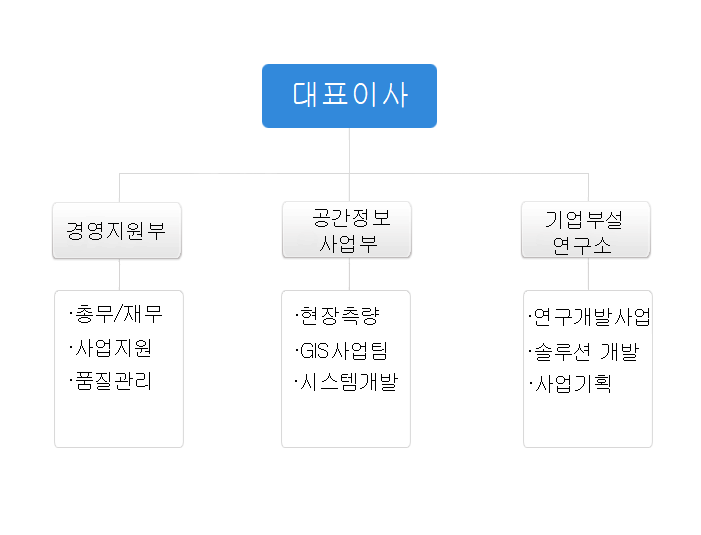 대표이사
경영지원부
공간정보
사업부
기업부설
연구소
·총무/재무
·사업지원
·품질관리
·현장측량
·GIS사업팀
·시스템개발
·연구개발사업
·솔루션 개발
·사업기획